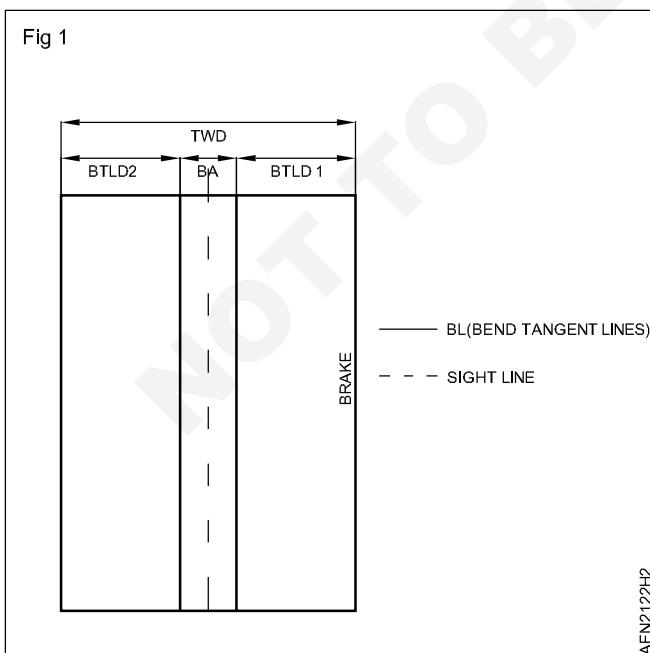 Fig 1
TWD
BTLD2 BA BTLD 1
BL(BEND TANGENT LINES)
SIGHT LINE
BRAKE
AFN2122H2
NOT TO BE